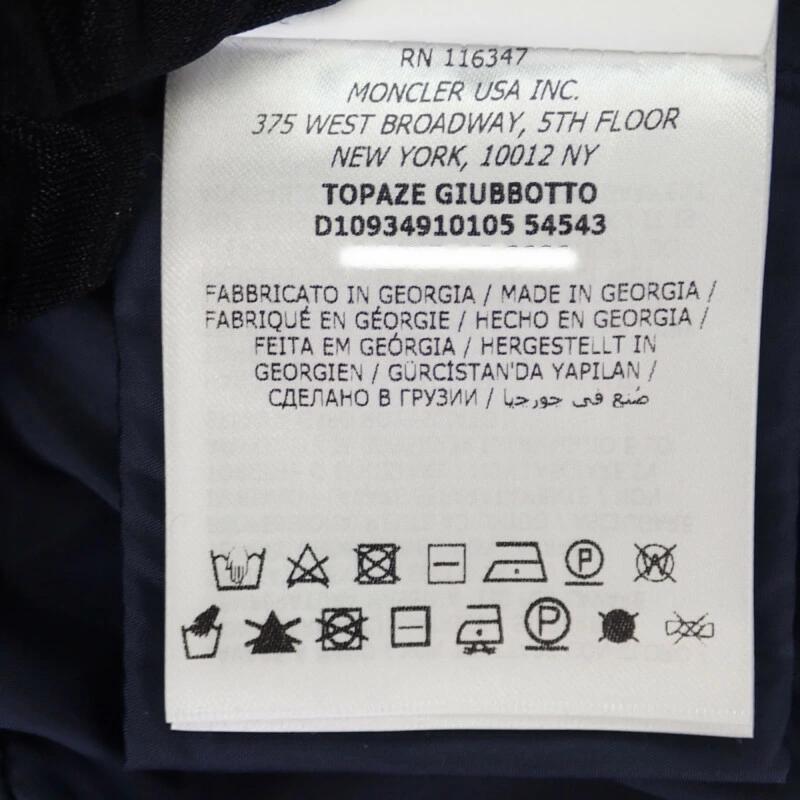 RN 116347
MONCLER USA INC.
375 WEST BROADWAY, 5TH FLOOR
NEW YORK, 10012 NY
TOPAZE GIUBBOTTO
D10934910105 54543
FABBRICATO IN GEORGIA / MADE IN GEORGIA /
FABRIQUÉ EN GÉORGIE / HECHO EN GEORGIA /
FEITA EM GEÓRGIA / HERGESTELLT IN
GEORGIEN / GÜRCİSTAN'DA YAPILAN /
СДЕЛАНО В ГРУЗИИ / صُنع في جورجيا
P W
P